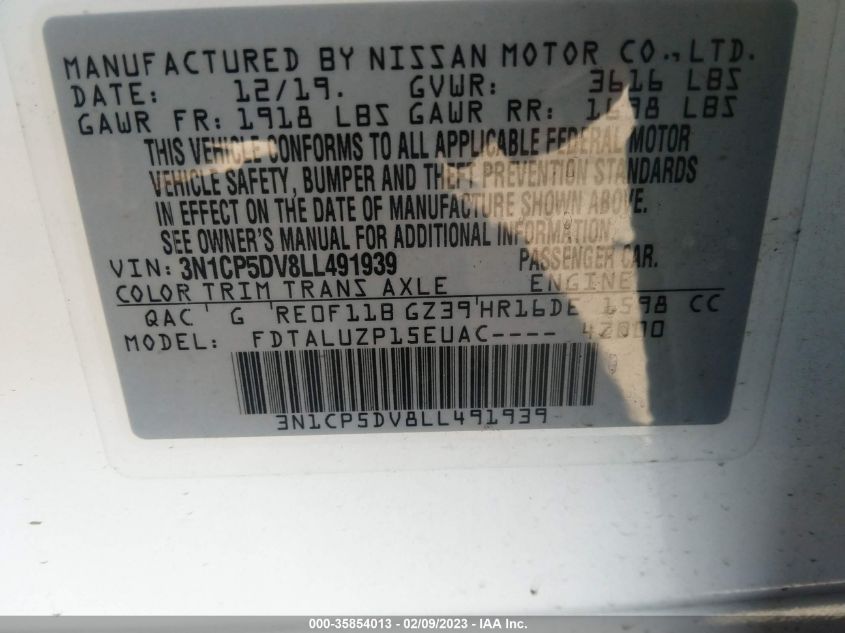 MANUFACTURED BY NISSAN MOTOR CO.,LTD.
DATE: 12/19. GVWR: 3616 LBS
GAWR FR: 1918 LBS GAWR RR: 1698 LBS
THIS VEHICLE CONFORMS TO ALL APPLICABLE FEDERAL MOTOR
VEHICLE SAFETY, BUMPER AND THEFT PREVENTION STANDARDS
IN EFFECT ON THE DATE OF MANUFACTURE SHOWN ABOVE.
SEE OWNER'S MANUAL FOR ADDITIONAL INFORMATION.
VIN: 3N1CP5DV8LL491939 PASSENGER CAR.
COLOR TRIM TRANS AXLE ENGINE
QAC ' G 'RE0F11B GZ39'HR16DE 1598 CC
MODEL: FDTALUZP15EUAC---- 42000
3N1CP5DV8LL491939
000-35854013 - 02/09/2023 - IAA Inc.